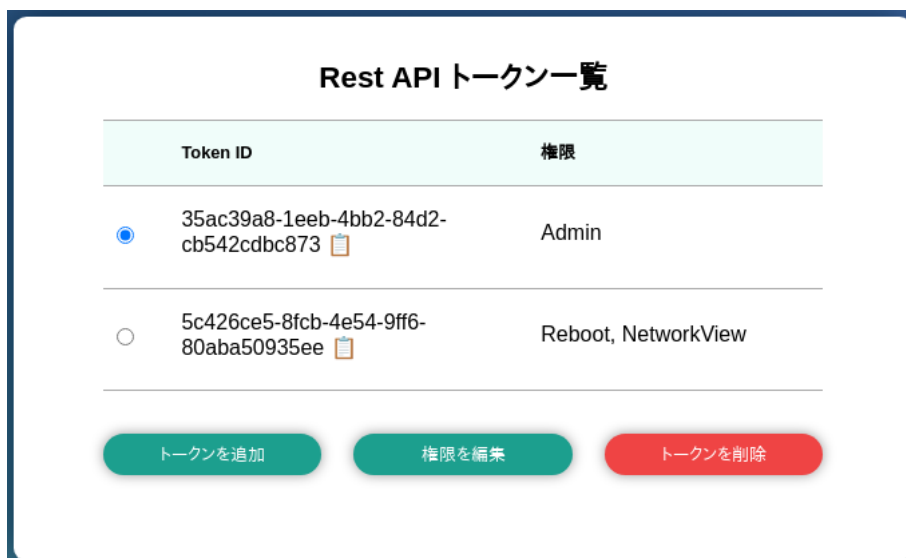 Rest API トークン一覧
Token ID 権限
35ac39a8-1eeb-4bb2-84d2-
cb542cdbc873 📋
Admin
5c426ce5-8fcb-4e54-9ff6-
80aba50935ee 📋
Reboot, NetworkView
トークンを追加 権限を編集 トークンを削除